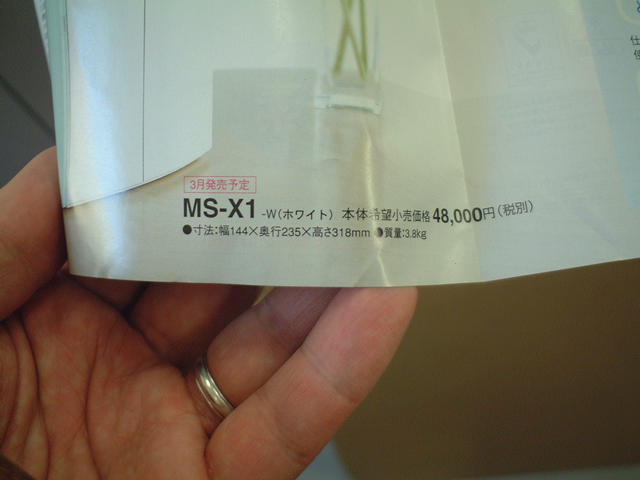 3月発売予定
MS-X1 -W(ホワイト) 本体希望小売価格 48,000円(税別)
●寸法:幅144×奥行235×高さ318mm ●質量:3.8kg